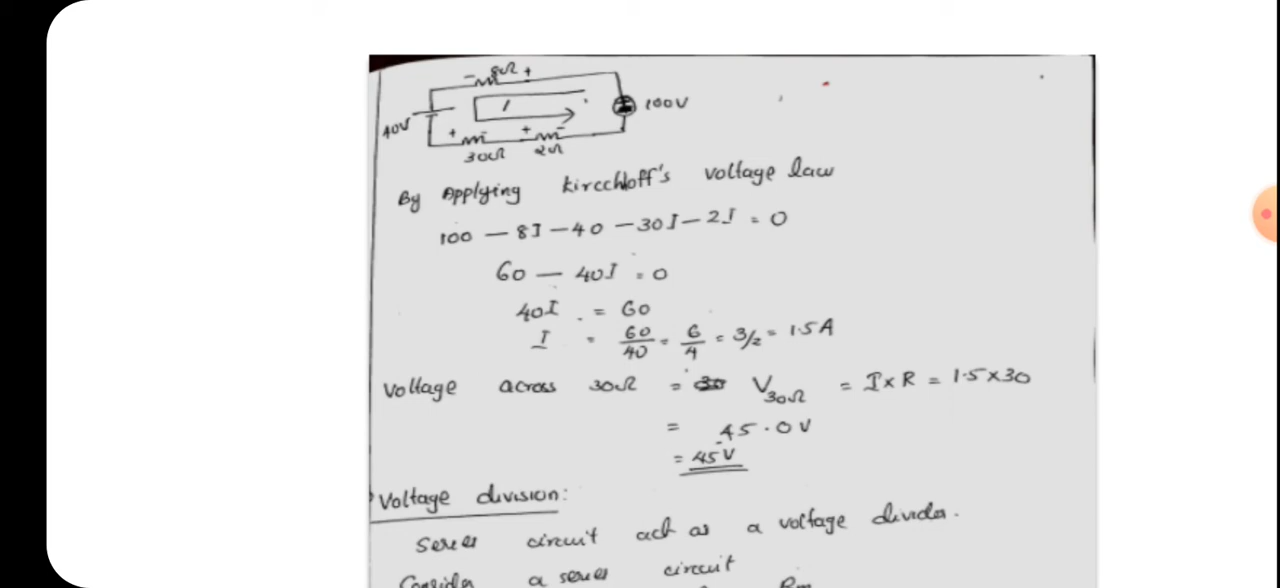 - 8Ω +
40V
100V
+ - + -
30Ω 2Ω
By Applying kircchloff's voltage law
100 — 8I — 40 — 30I — 2I = 0
60 — 40I = 0
40I = 60
I = 60/40 = 6/4 = 3/2 = 1.5A
Voltage across 30Ω = V30Ω = I×R = 1.5×30
= 45.0V
= 45V
Voltage division:
Series circuit act as a voltage divider.
Consider a series circuit